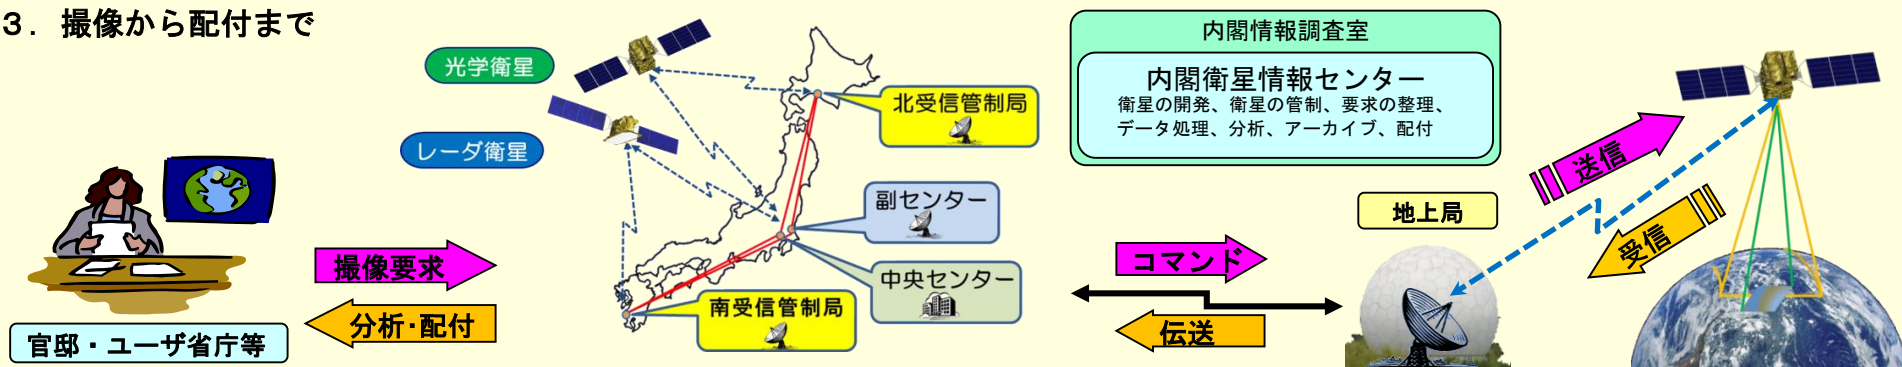 3．撮像から配付まで
光学衛星
レーダ衛星
北受信管制局
副センター
中央センター
南受信管制局
撮像要求
分析・配付
官邸・ユーザ省庁等
内閣情報調査室
内閣衛星情報センター
衛星の開発、衛星の管制、要求の整理、
データ処理、分析、アーカイブ、配付
コマンド
伝送
地上局
送信
受信